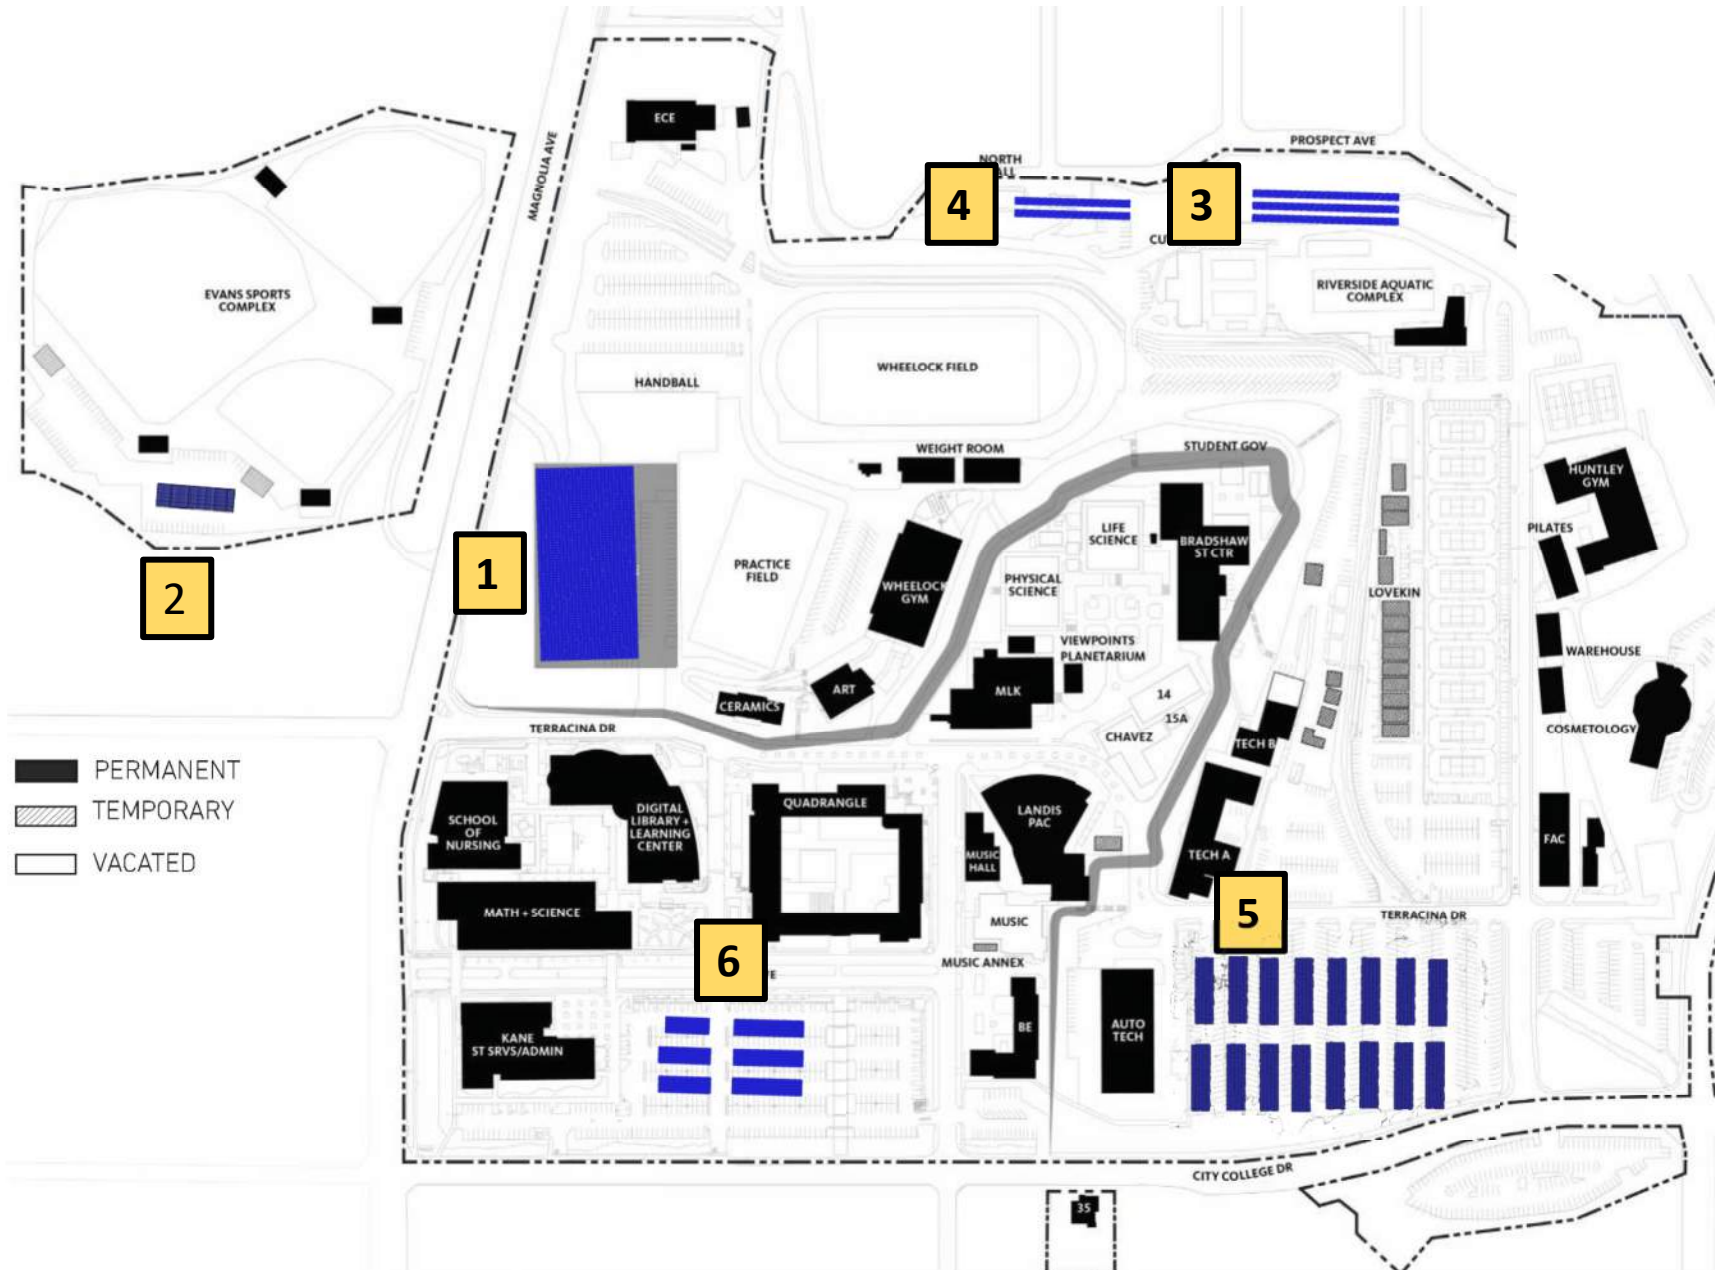 ECE
PROSPECT AVE
NORTH
4
3
MAGNOLIA AVE
EVANS SPORTS
COMPLEX
RIVERSIDE AQUATIC
COMPLEX
WHEELOCK FIELD
HANDBALL
WEIGHT ROOM
STUDENT GOV
HUNTLEY
GYM
LIFE
SCIENCE
PILATES
BRADSHAW
ST CTR
1
PRACTICE
FIELD
WHEELOCK
GYM
PHYSICAL
SCIENCE
LOVEKIN
2
VIEWPOINTS
PLANETARIUM
WAREHOUSE
ART
MLK
14
CERAMICS
15A
TERRACINA DR
CHAVEZ
TECH B
COSMETOLOGY
PERMANENT
TEMPORARY
VACATED
QUADRANGLE
DIGITAL
LIBRARY +
LEARNING
CENTER
LANDIS
PAC
SCHOOL
OF
NURSING
MUSIC
HALL
TECH A
FAC
MATH + SCIENCE
MUSIC
5
TERRACINA DR
6
MUSIC ANNEX
KANE
ST SRVS/ADMIN
BE
AUTO
TECH
CITY COLLEGE DR
35